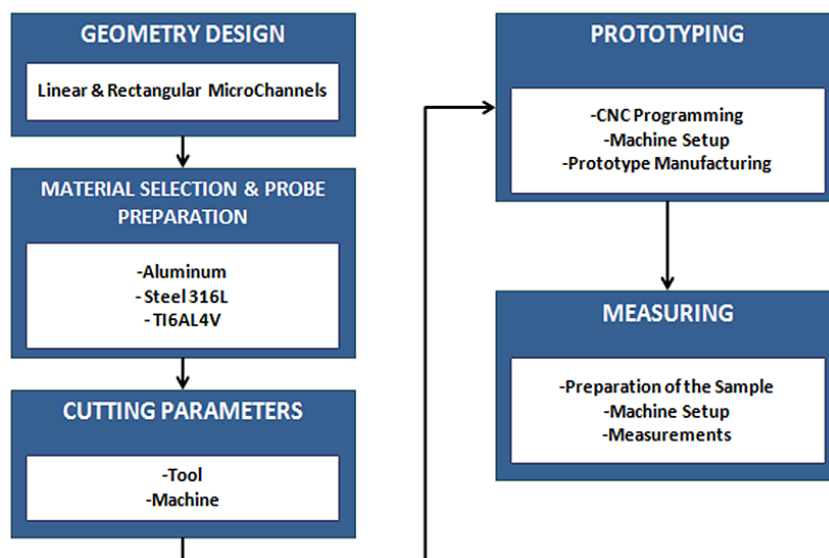 GEOMETRY DESIGN
Linear & Rectangular MicroChannels
MATERIAL SELECTION & PROBE
PREPARATION
-Aluminum
-Steel 316L
-TI6AL4V
CUTTING PARAMETERS
-Tool
-Machine
PROTOTYPING
-CNC Programming
-Machine Setup
-Prototype Manufacturing
MEASURING
-Preparation of the Sample
-Machine Setup
-Measurements